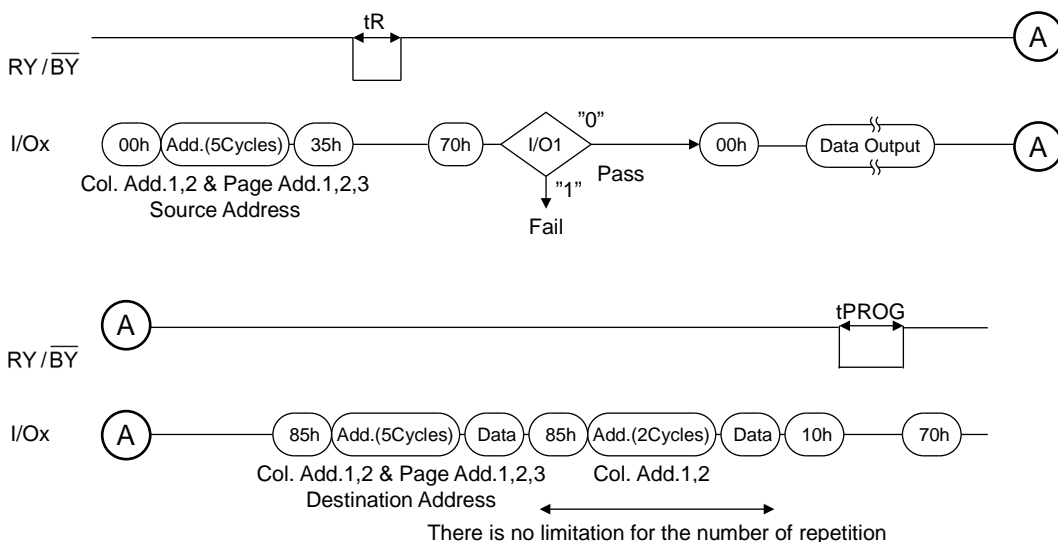 tR
A
RY/BY
I/Ox
00h Add.(5Cycles) 35h 70h I/O1 "0" 00h Data Output A
Pass
"1"
Fail
Col. Add.1,2 & Page Add.1,2,3
Source Address
A
tPROG
RY/BY
I/Ox
A 85h Add.(5Cycles) Data 85h Add.(2Cycles) Data 10h 70h
Col. Add.1,2 & Page Add.1,2,3 Col. Add.1,2
Destination Address
There is no limitation for the number of repetition